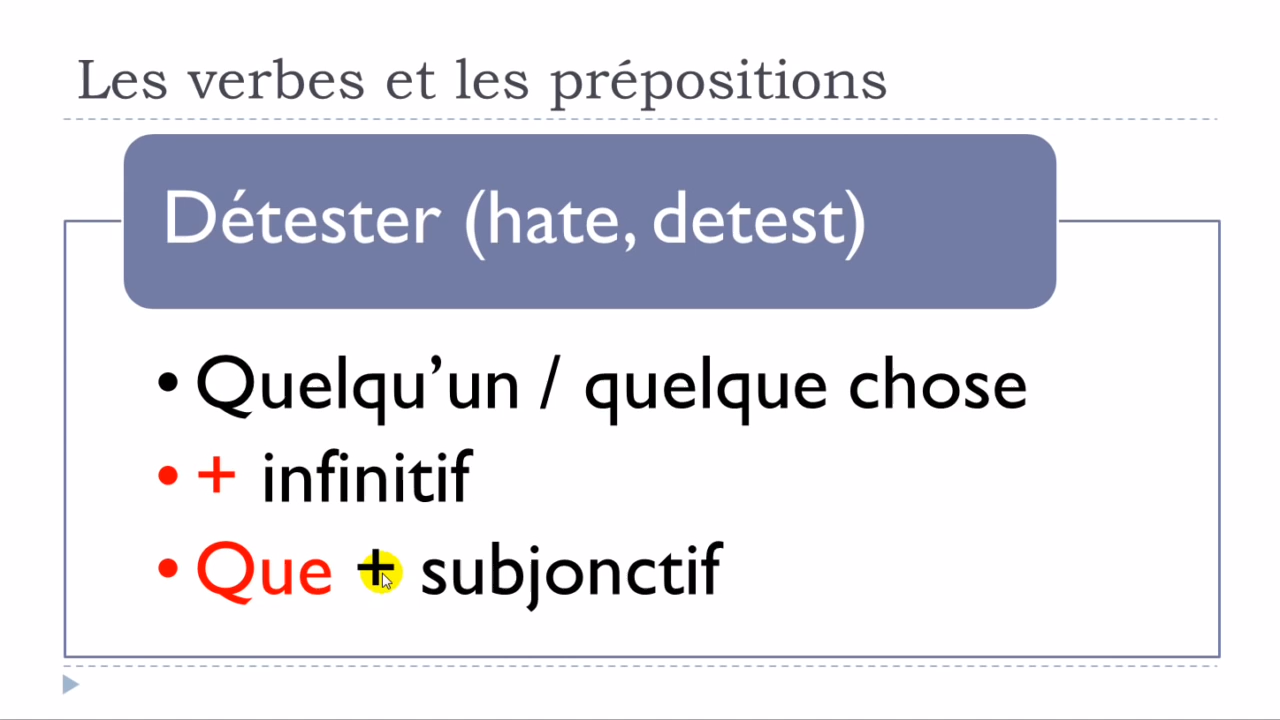 Les verbes et les prépositions
Détester (hate, detest)
• Quelqu’un / quelque chose
• + infinitif
• Que + subjonctif